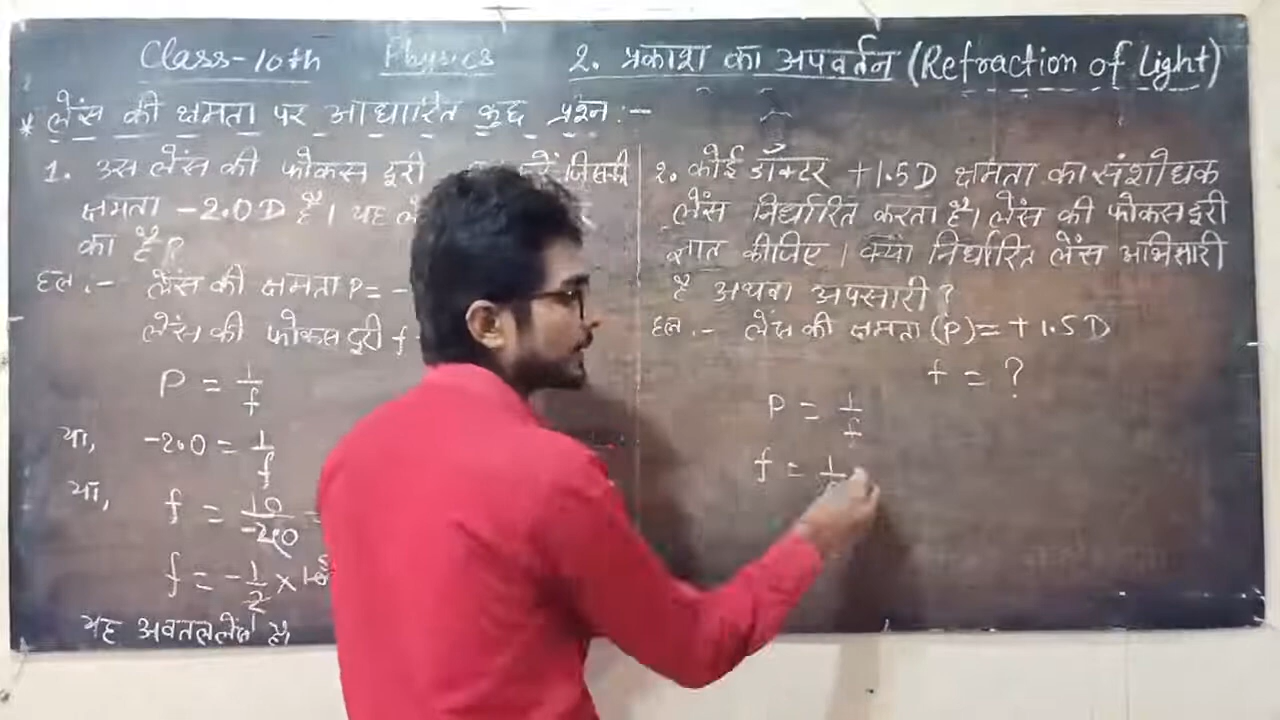 Class-10th Physics 2. प्रकाश का अपवर्तन (Refraction of Light)
* लेंस की क्षमता पर आधारित कुछ प्रश्न :-
1. उस लेंस की फोकस दूरी जिसकी
क्षमता -2.0 D है। यह
का है?
हल :- लेंस की क्षमता P = -
लेंस की फोकस दूरी f
P = 1/f
या, -2.0 = 1/f
या, f = 10/-20 =
f = -1/2 ×
यह अवतल लेंस है।
2. कोई डॉक्टर +1.5D क्षमता का संशोधक
लेंस निर्धारित करता है। लेंस की फोकस दूरी
ज्ञात कीजिए। क्या निर्धारित लेंस अभिसारी
है अथवा अपसारी?
हल :- लेंस की क्षमता (P) = +1.5 D
f = ?
P = 1/f
f = 1/